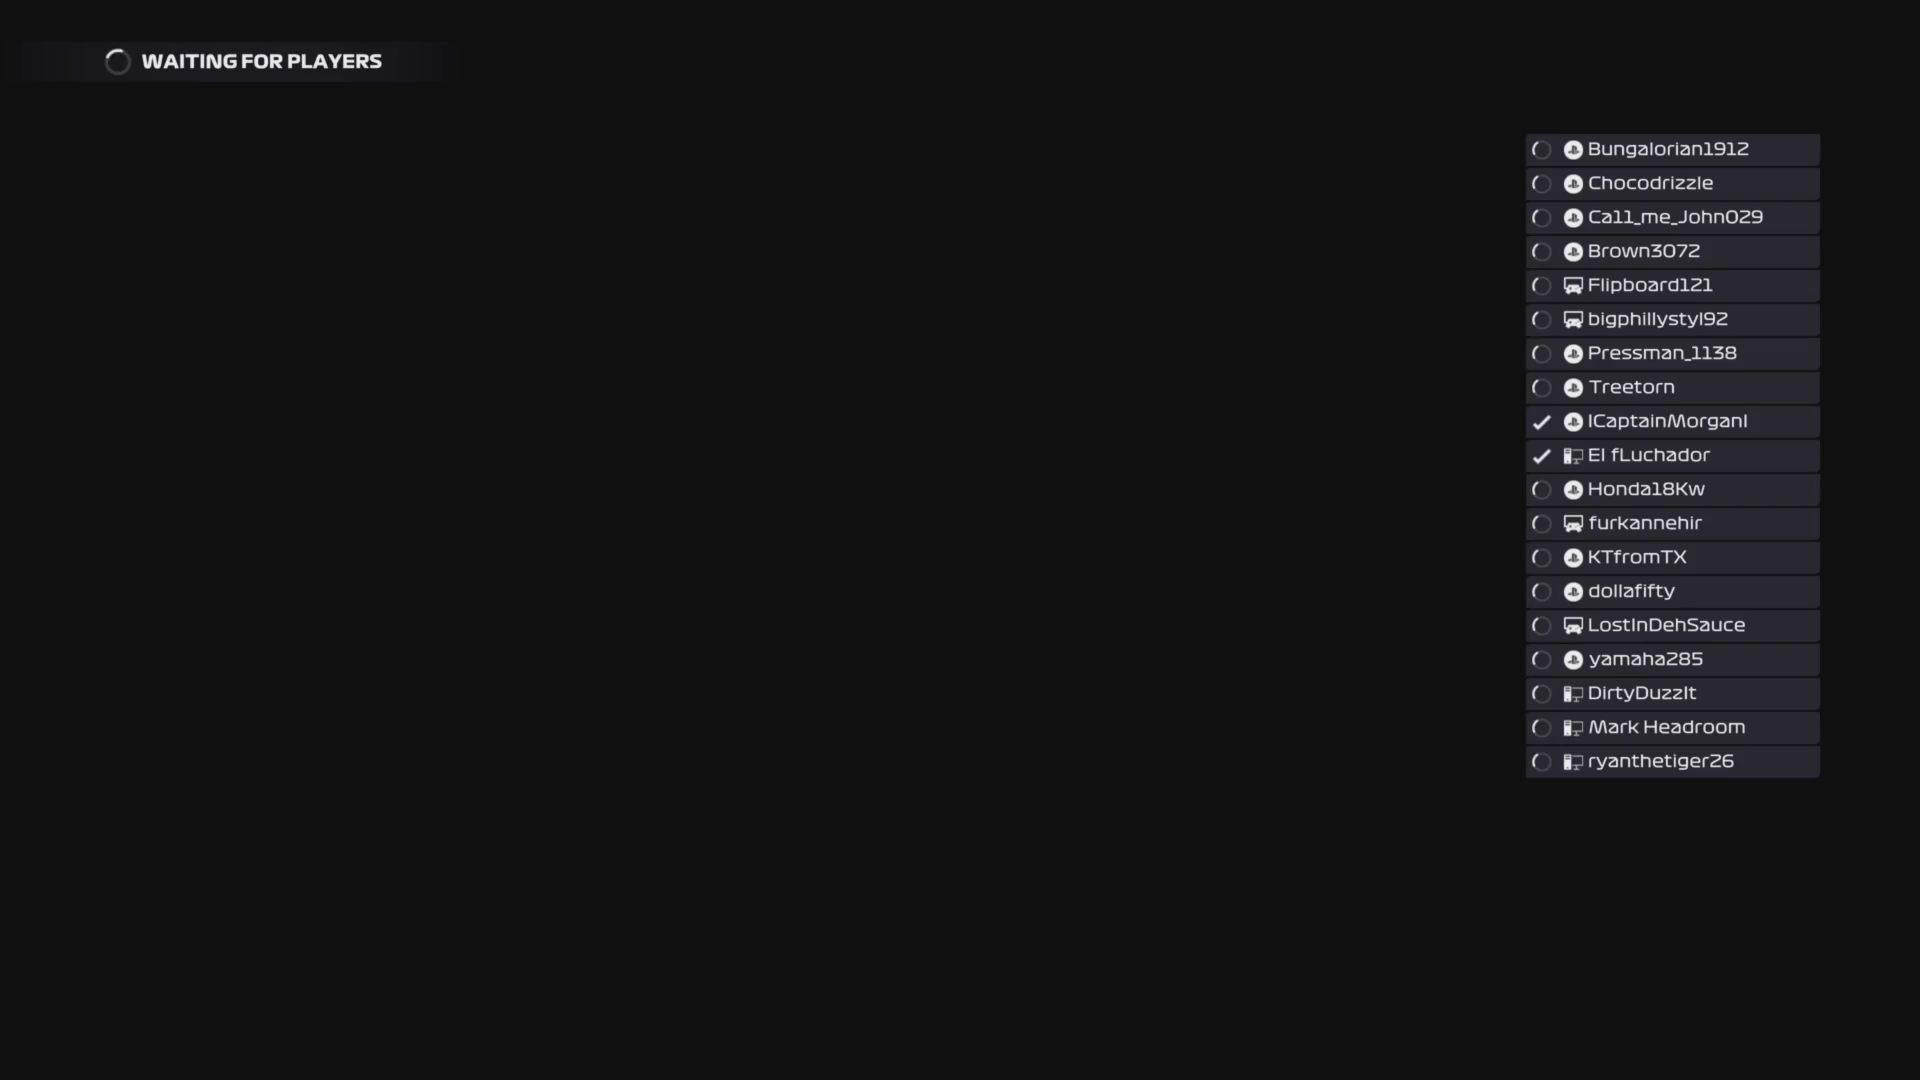 WAITING FOR PLAYERS
Bungalorian1912
Chocodrizzle
Ca11_me_John029
Brown3072
Flipboard121
bigphillystyl92
Pressman_1138
Treetorn
ICaptainMorganI
El fLuchador
Honda18Kw
furkannehir
KTfromTX
dollafifty
LostInDehSauce
yamaha285
DirtyDuzzIt
Mark Headroom
ryanthetiger26